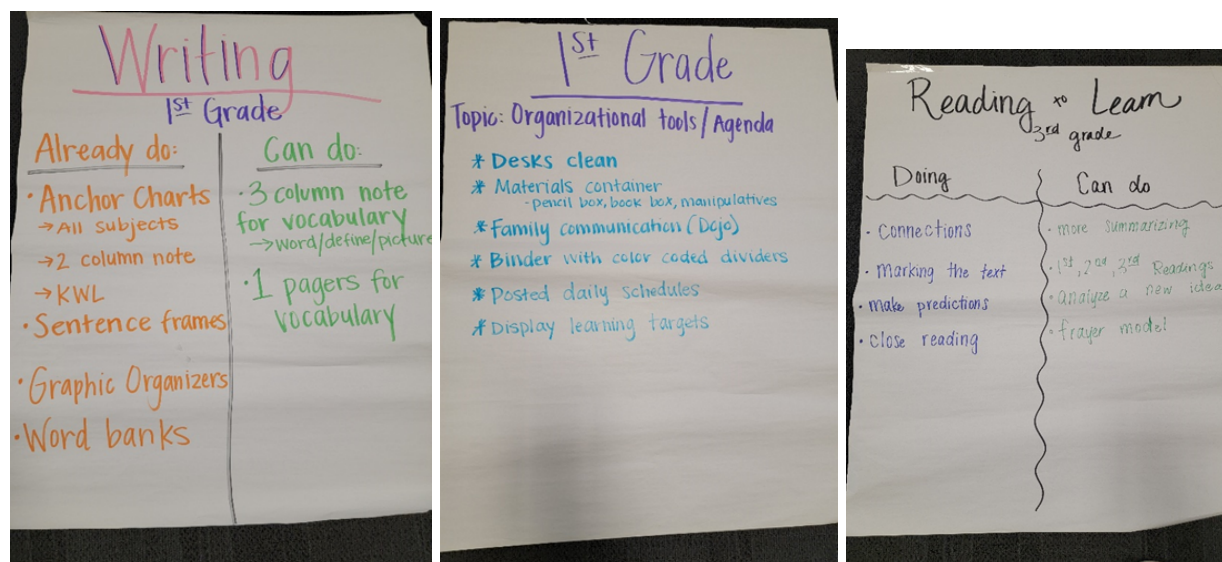 Writing
1st Grade
Already do:
· Anchor Charts
→ All subjects
→ 2 column note
→ KWL
· Sentence frames
· Graphic Organizers
· Word banks
Can do:
· 3 column note
for vocabulary
→ word/define/picture
· 1 pagers for
vocabulary
1st Grade
Topic: Organizational tools/Agenda
* Desks clean
* Materials container
- pencil box, book box, manipulatives
* Family communication (Dojo)
* Binder with color coded dividers
* Posted daily schedules
* Display learning targets
Reading to Learn
3rd grade
Doing
· Connections
· marking the text
· make predictions
· close reading
Can do
· more summarizing
· 1st, 2nd, 3rd Readings
· analyze a new idea
· frayer model